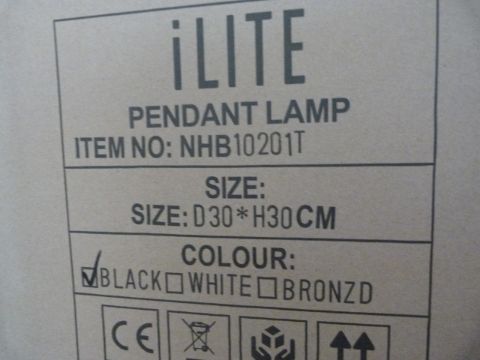 iLITE
PENDANT LAMP
ITEM NO: NHB10201T
SIZE:
SIZE: D30*H30CM
COLOUR:
☑BLACK☐WHITE☐BRONZD
CE